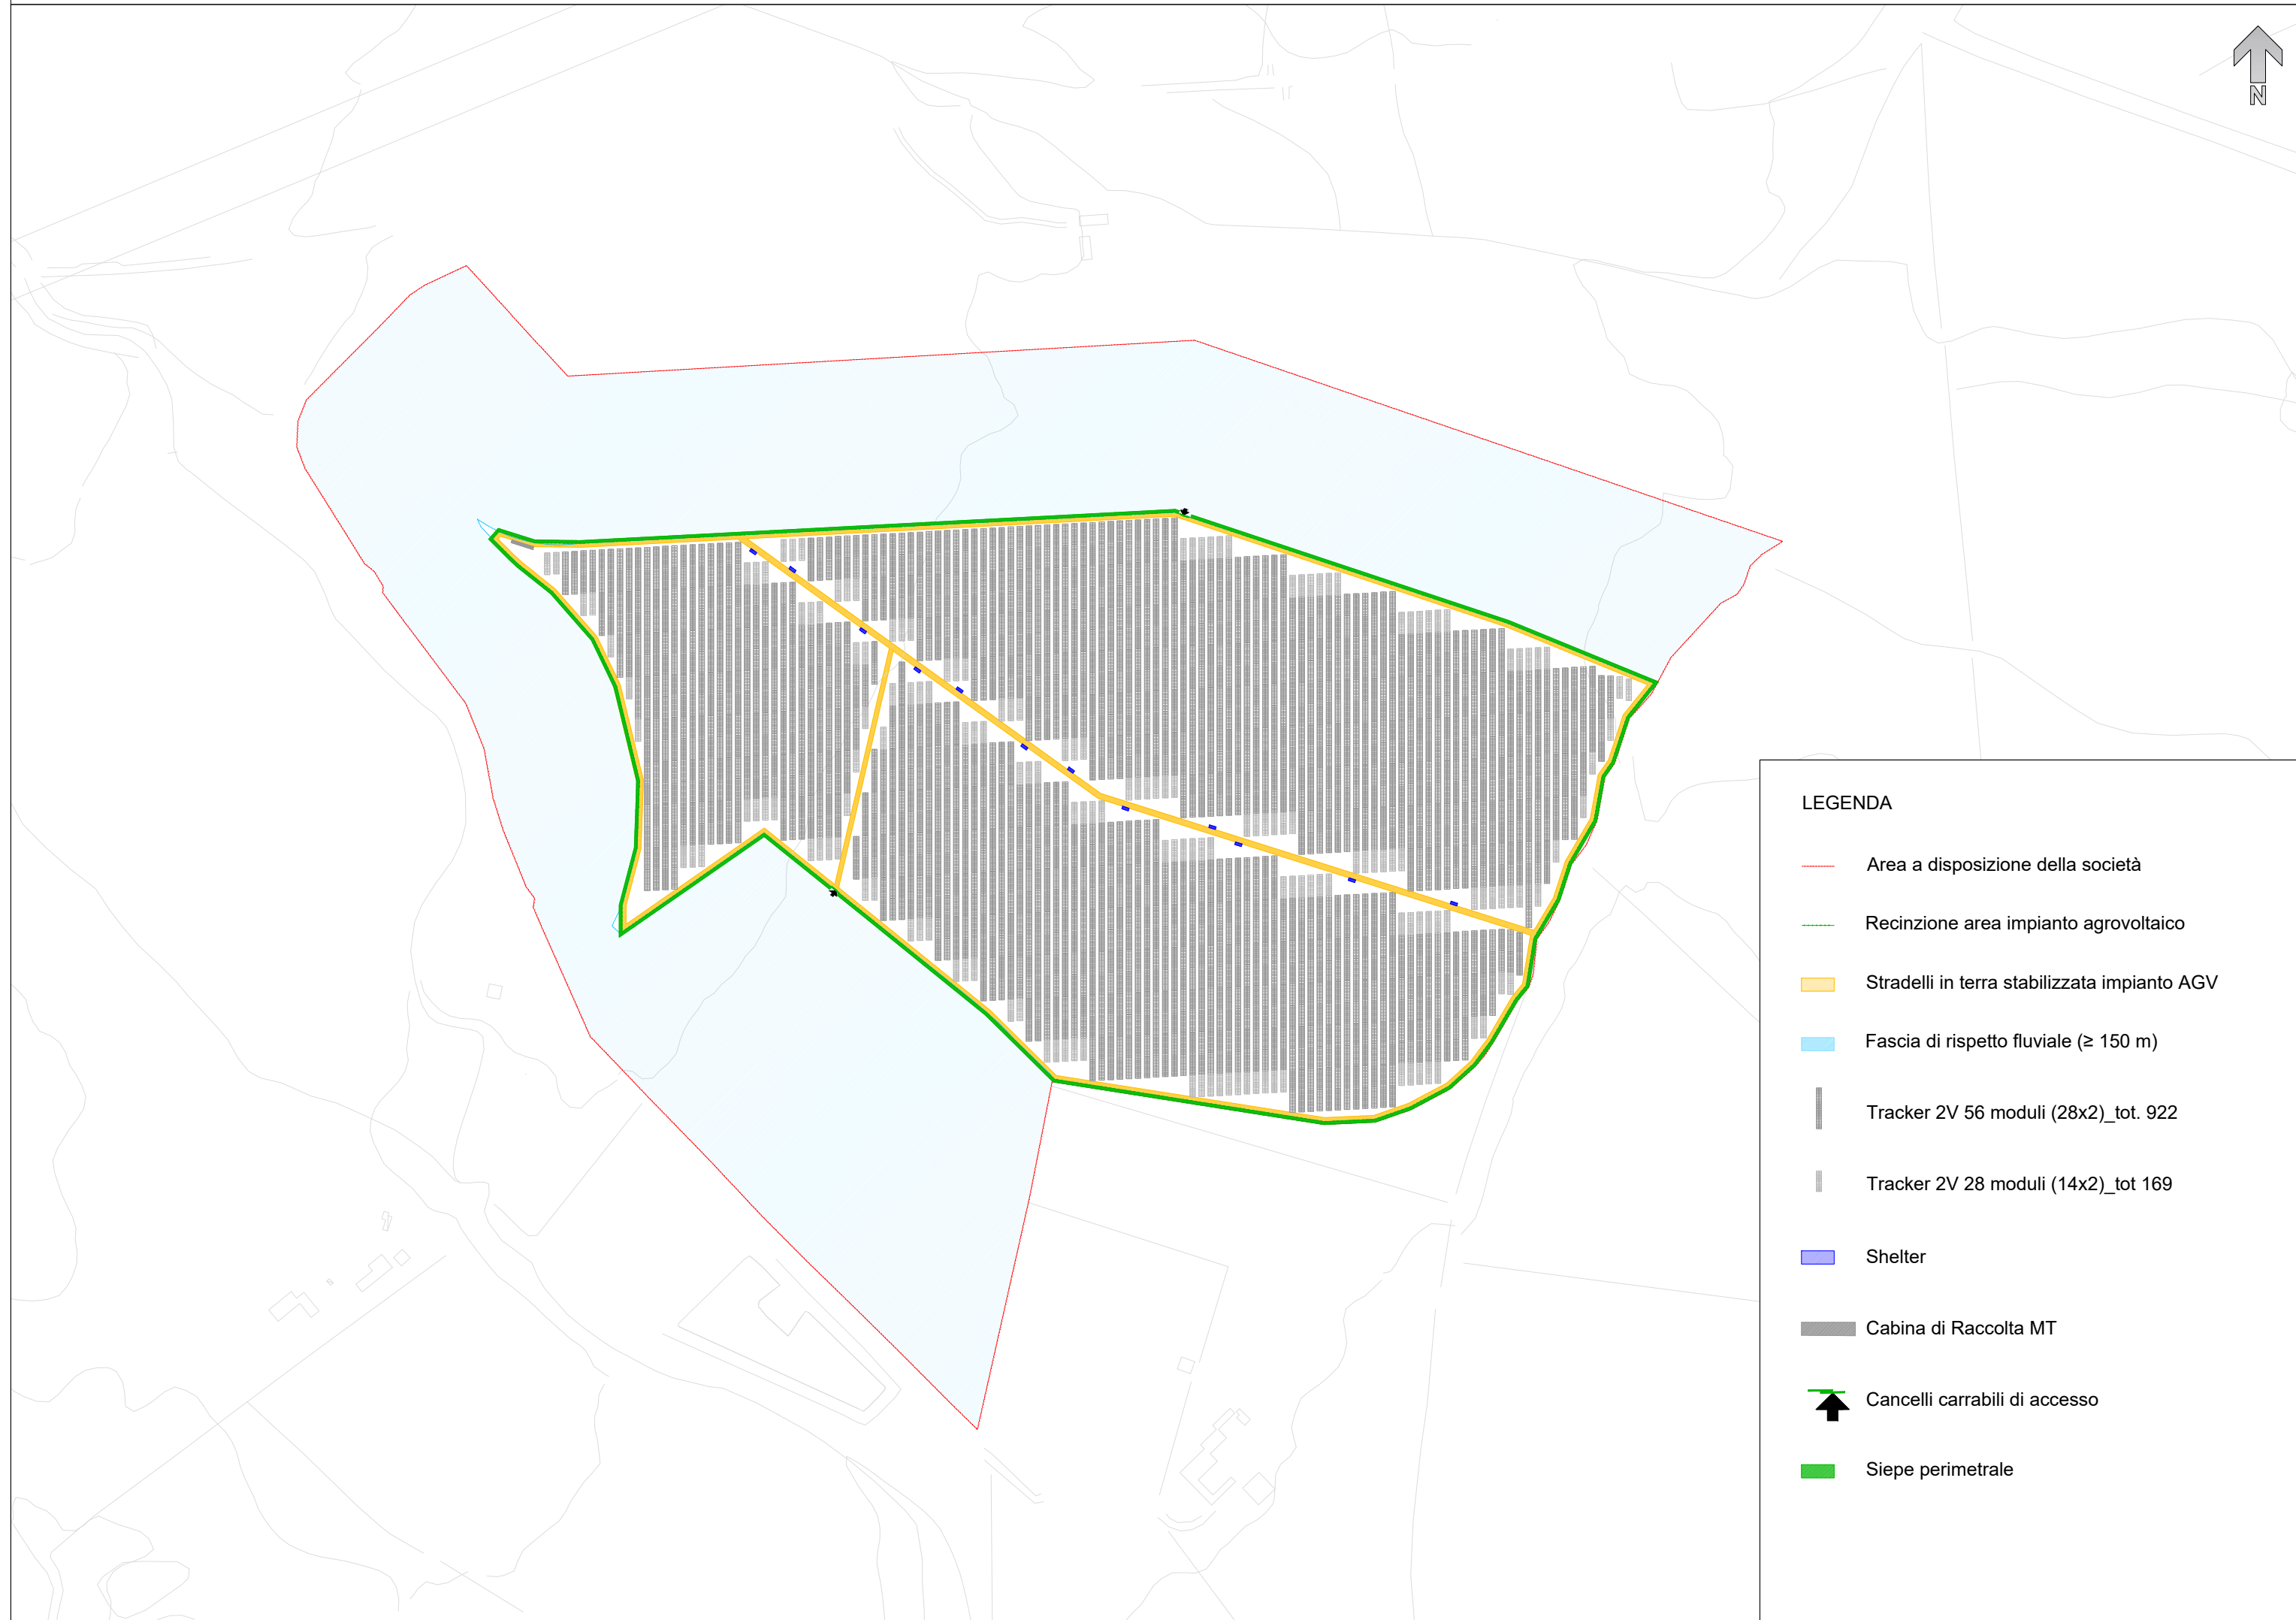 N
LEGENDA
Area a disposizione della società
Recinzione area impianto agrovoltaico
Stradelli in terra stabilizzata impianto AGV
Fascia di rispetto fluviale (≥ 150 m)
Tracker 2V 56 moduli (28x2)_tot. 922
Tracker 2V 28 moduli (14x2)_tot 169
Shelter
Cabina di Raccolta MT
Cancelli carrabili di accesso
Siepe perimetrale